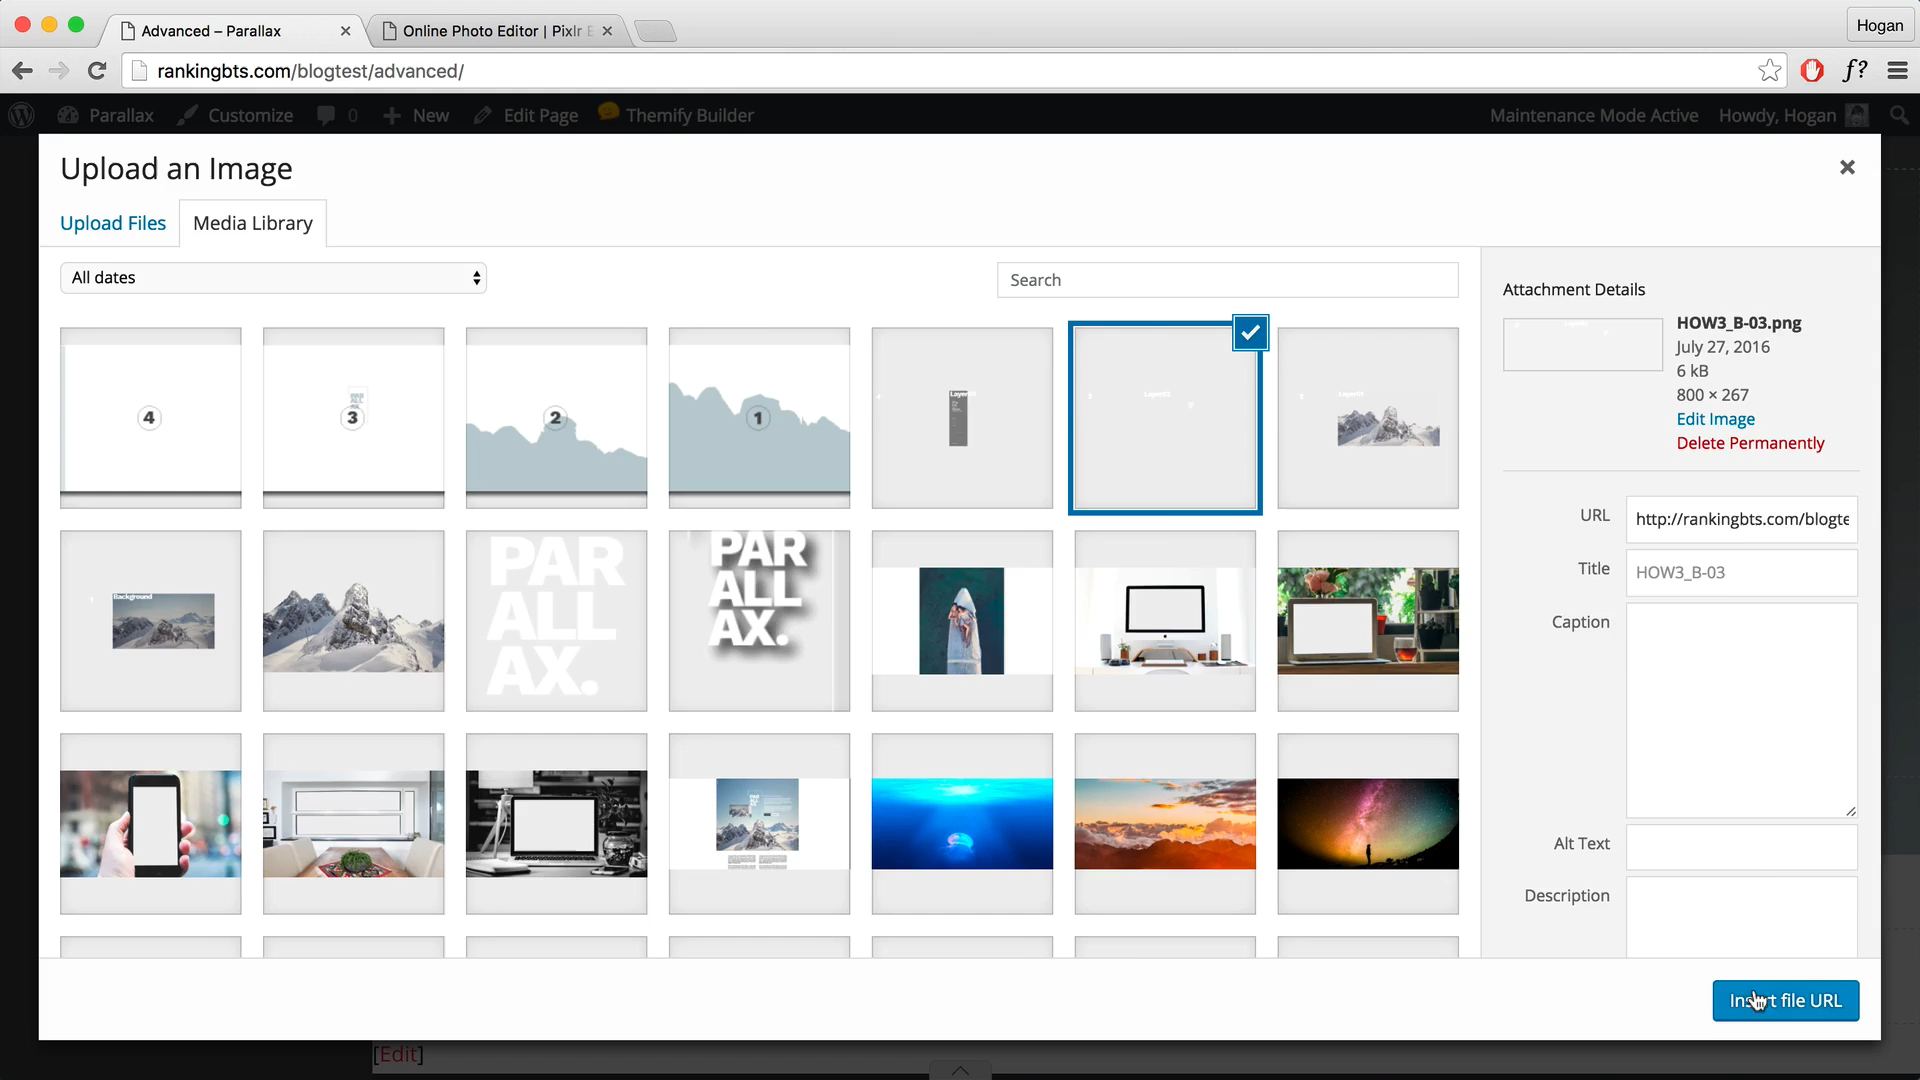 Advanced – Parallax
Online Photo Editor | Pixlr E
Hogan
rankingbts.com/blogtest/advanced/
f?
Parallax
Customize
0
New
Edit Page
Themify Builder
Maintenance Mode Active
Howdy, Hogan
Upload an Image
Upload Files
Media Library
All dates
Search
4
3
2
1
Layer
Background
PAR
ALL
AX.
PAR
ALL
AX.
Attachment Details
HOW3_B-03.png
July 27, 2016
6 kB
800 × 267
Edit Image
Delete Permanently
URL
http://rankingbts.com/blogte
Title
HOW3_B-03
Caption
Alt Text
Description
Insert file URL
[Edit]